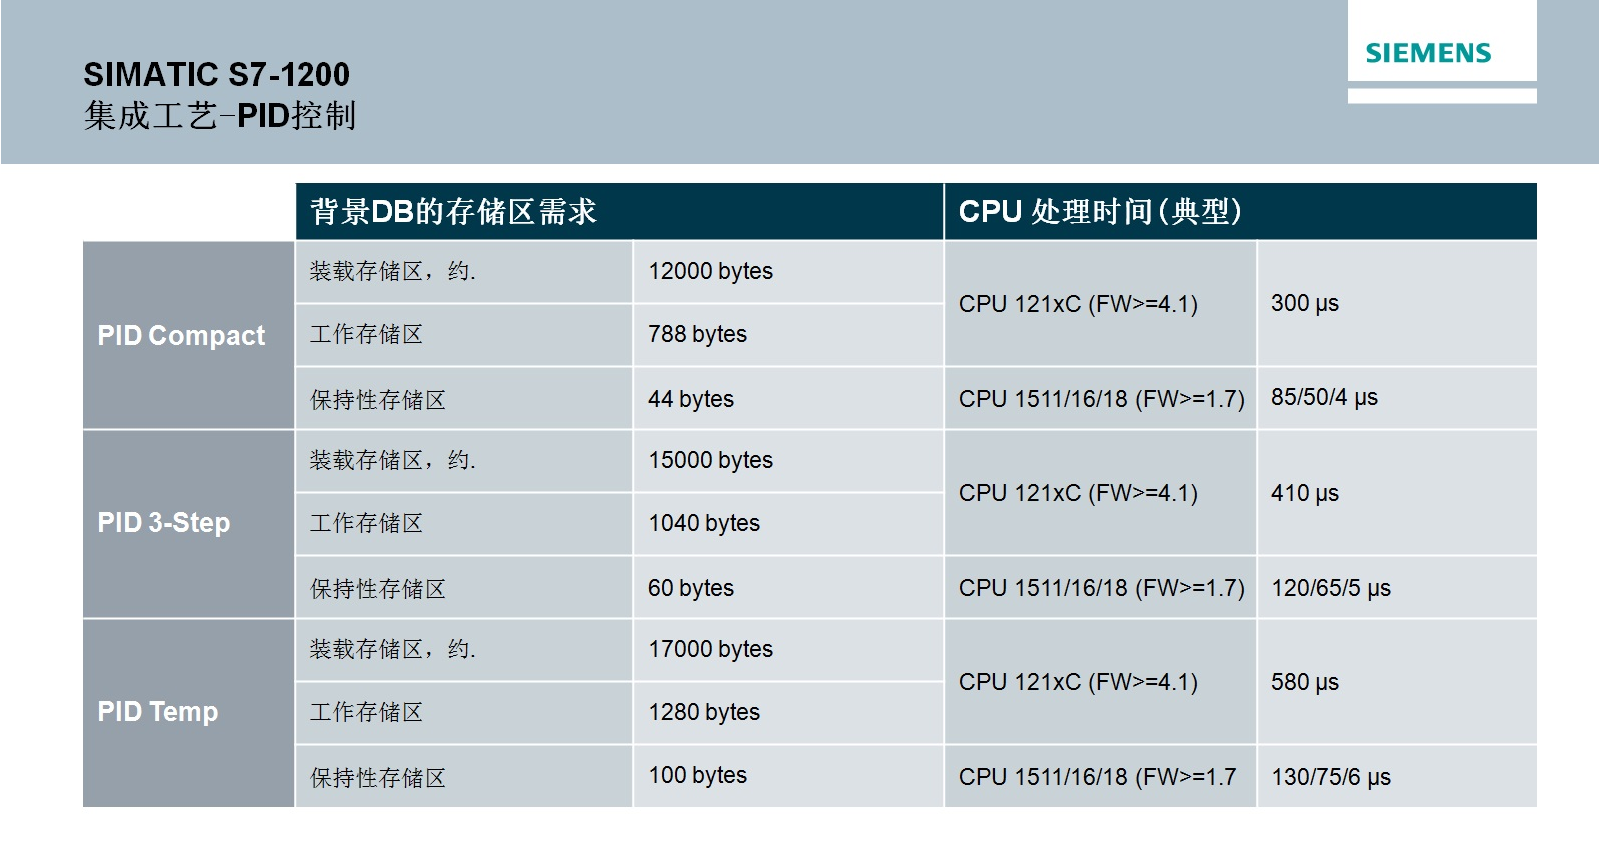 SIEMENS
SIMATIC S7-1200
集成工艺-PID控制
背景DB的存储区需求 CPU 处理时间(典型)
PID Compact
装载存储区，约. 12000 bytes
工作存储区 788 bytes
保持性存储区 44 bytes
CPU 121xC (FW>=4.1) 300 µs
CPU 1511/16/18 (FW>=1.7) 85/50/4 µs
PID 3-Step
装载存储区，约. 15000 bytes
工作存储区 1040 bytes
保持性存储区 60 bytes
CPU 121xC (FW>=4.1) 410 µs
CPU 1511/16/18 (FW>=1.7) 120/65/5 µs
PID Temp
装载存储区，约. 17000 bytes
工作存储区 1280 bytes
保持性存储区 100 bytes
CPU 121xC (FW>=4.1) 580 µs
CPU 1511/16/18 (FW>=1.7 130/75/6 µs